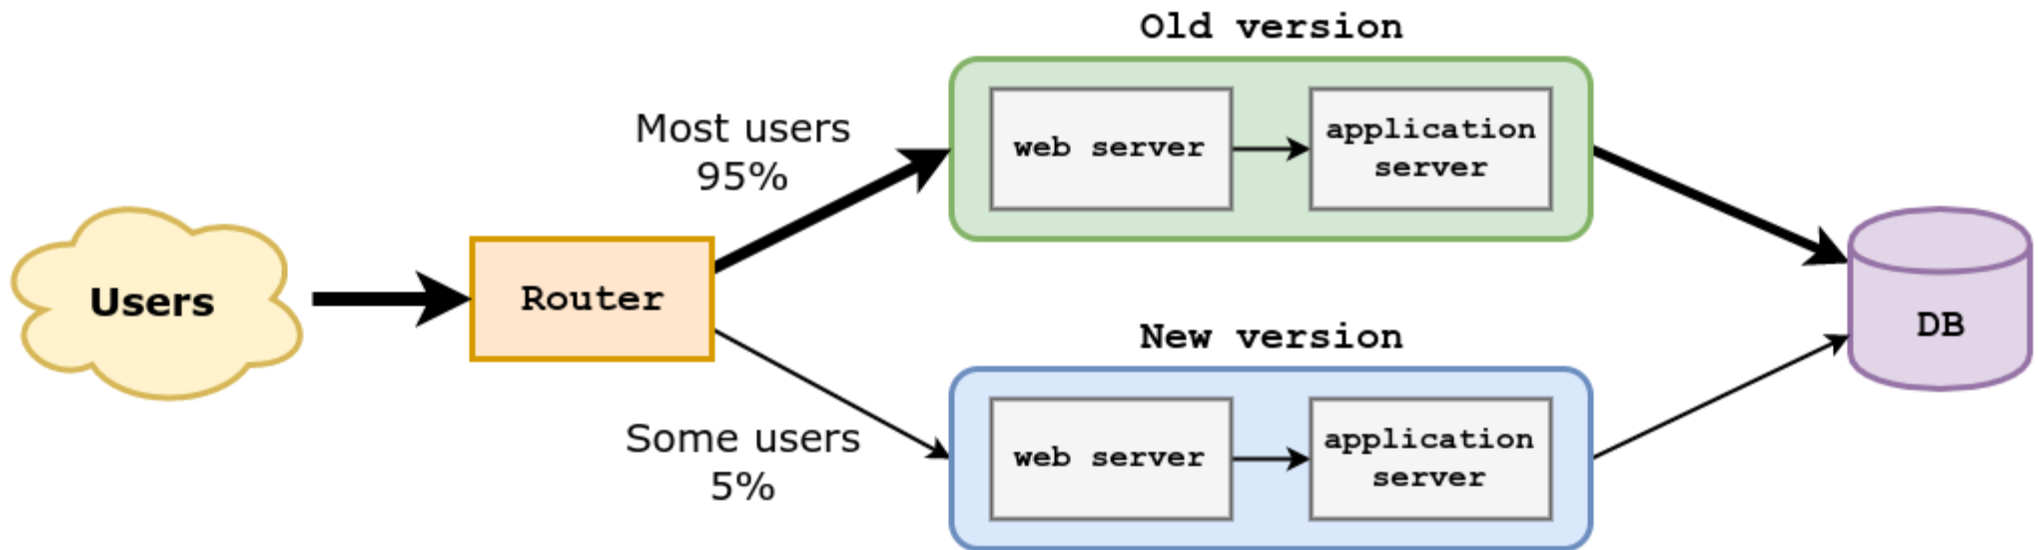 Old version
Most users
95%
web server
application
server
Users
Router
DB
New version
Some users
5%
web server
application
server